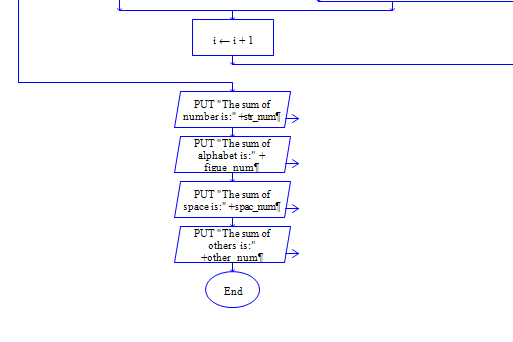 i ← i + 1
PUT "The sum of
number is:" +str_num¶
PUT "The sum of
alphabet is:" +
figue_num¶
PUT "The sum of
space is:" +spac_num¶
PUT "The sum of
others is:"
+other_num¶
End